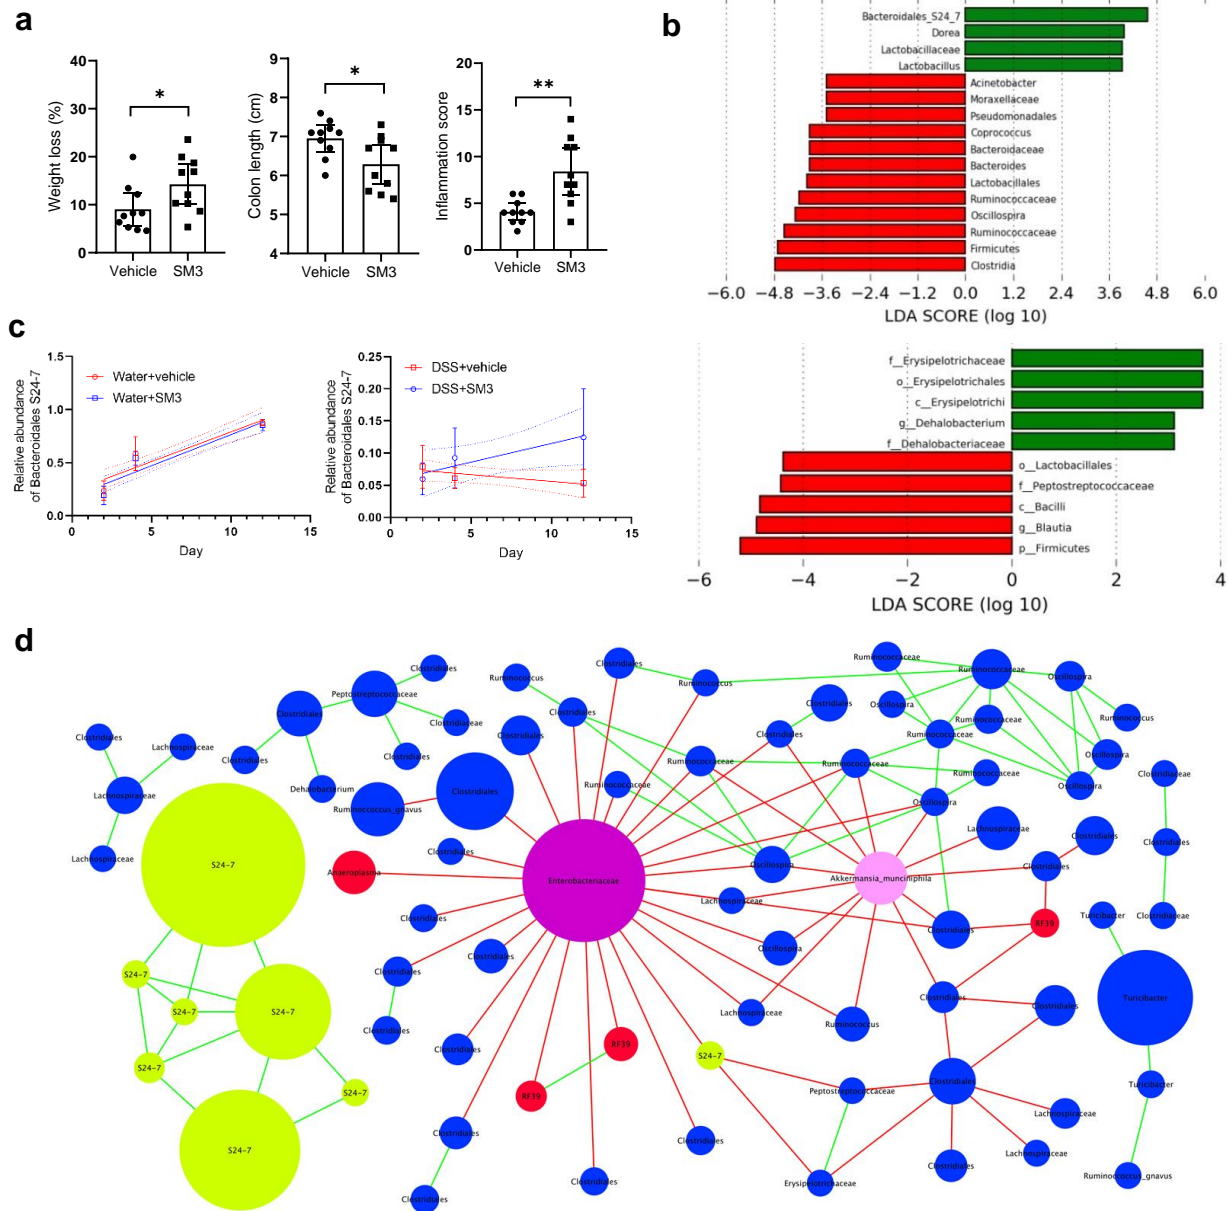 a
40
30
20
10
0
Weight loss (%)
*
Vehicle SM3
9
8
7
6
5
4
Colon length (cm)
*
Vehicle SM3
20
15
10
5
0
Inflammation score
**
Vehicle SM3
b
Bacteroidales_S24_7
Dorea
Lactobacillaceae
Lactobacillus
Acinetobacter
Moraxellaceae
Pseudomonadales
Coprococcus
Bacteroidaceae
Bacteroides
Lactobacillales
Ruminococcaceae
Oscillospira
Ruminococcaceae
Firmicutes
Clostridia
−6.0 −4.8 −3.6 −2.4 −1.2 0.0 1.2 2.4 3.6 4.8 6.0
LDA SCORE (log 10)
f__Erysipelotrichaceae
o__Erysipelotrichales
c__Erysipelotrichi
g__Dehalobacterium
f__Dehalobacteriaceae
o__Lactobacillales
f__Peptostreptococcaceae
c__Bacilli
g__Blautia
p__Firmicutes
−6 −4 −2 0 2 4
LDA SCORE (log 10)
c
1.5
1.0
0.5
0.0
Relative abundance
of Bacteroidales S24-7
Water+vehicle
Water+SM3
0 5 10 15
Day
0.25
0.20
0.15
0.10
0.05
0.00
Relative abundance
of Bacteroidales S24-7
DSS+vehicle
DSS+SM3
0 5 10 15
Day
d
Clostridiales
Ruminococcaceae
Clostridiales
Peptostreptococcaceae
Ruminococcus
Ruminococcus
Ruminococcaceae
Oscillospira
Clostridiales
Clostridiaceae
Clostridiales
Clostridiales
Oscillospira
Ruminococcaceae
Ruminococcus
Clostridiales
Lachnospiraceae
Clostridiales
Clostridiales
Clostridiales
Clostridiales
Ruminococcaceae
Oscillospira
Ruminococcaceae
Ruminococcaceae
Ruminococcaceae
Clostridiaceae
Lachnospiraceae
Dehalobacterium
Clostridiales
Ruminococcaceae
Oscillospira
Ruminoccoccus_gnavus
Oscillospira
Lachnospiraceae
Clostridiales
Clostridiales
Lachnospiraceae
Clostridiales
S24-7
Anaeroplasma
Enterobacteriaceae
Oscillospira
Akkermansia_munciniphila
Clostridiales
Clostridiales
Lachnospiraceae
Clostridiales
RF39
Turicibacter
Clostridiaceae
Clostridiales
Clostridiales
Oscillospira
S24-7
Clostridiales
Turicibacter
S24-7
S24-7
Clostridiales
Lachnospiraceae
Ruminococcus
Clostridiales
Clostridiales
RF39
S24-7
S24-7
S24-7
RF39
Peptostreptococcaceae
Clostridiales
Turicibacter
Lachnospiraceae
S24-7
Clostridiales
Clostridiales
Lachnospiraceae
Clostridiales
Clostridiales
Clostridiales
Erysipelotrichaceae
Ruminococcus_gnavus